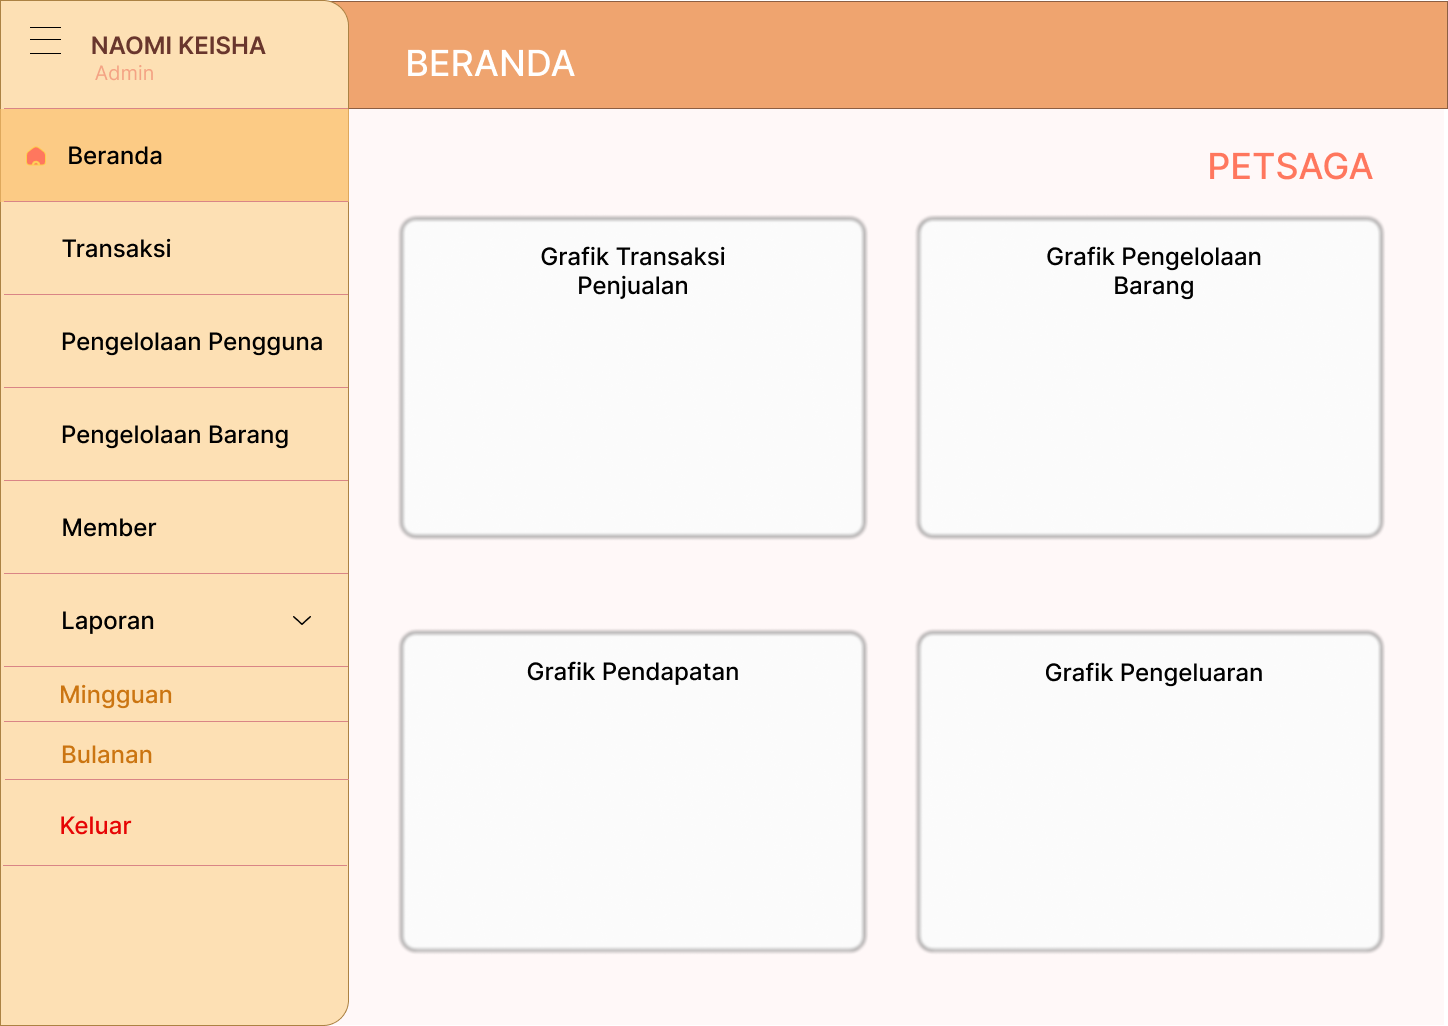 NAOMI KEISHA
Admin
BERANDA
Beranda
Transaksi
Pengelolaan Pengguna
Pengelolaan Barang
Member
Laporan
Mingguan
Bulanan
Keluar
PETSAGA
Grafik Transaksi
Penjualan
Grafik Pengelolaan
Barang
Grafik Pendapatan
Grafik Pengeluaran